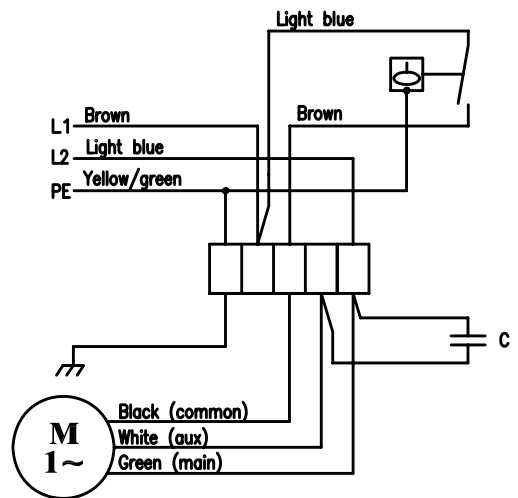 Light blue
L1 Brown
Brown
L2 Light blue
PE Yellow/green
C
Black (common)
White (aux)
Green (main)
M
1~